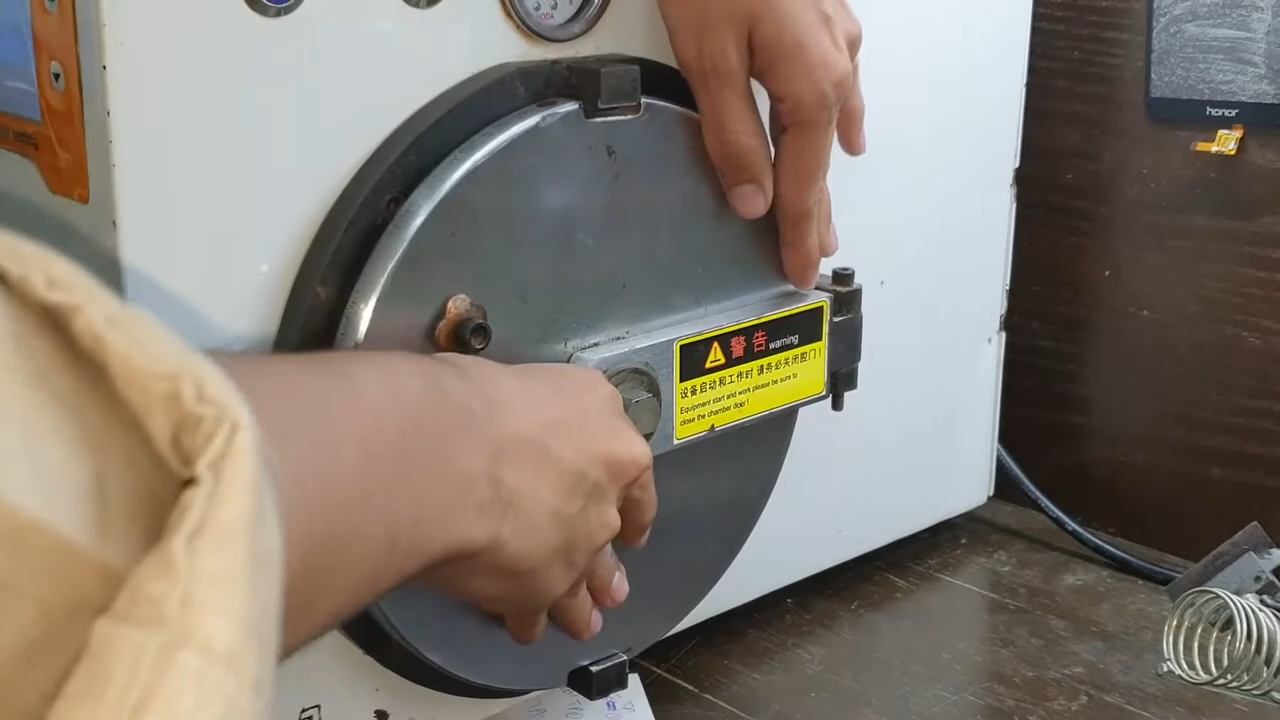 honor
警告 warning
设备启动和工作时 请务必关闭腔门！
Equipment start and work please be sure to
close the chamber door!